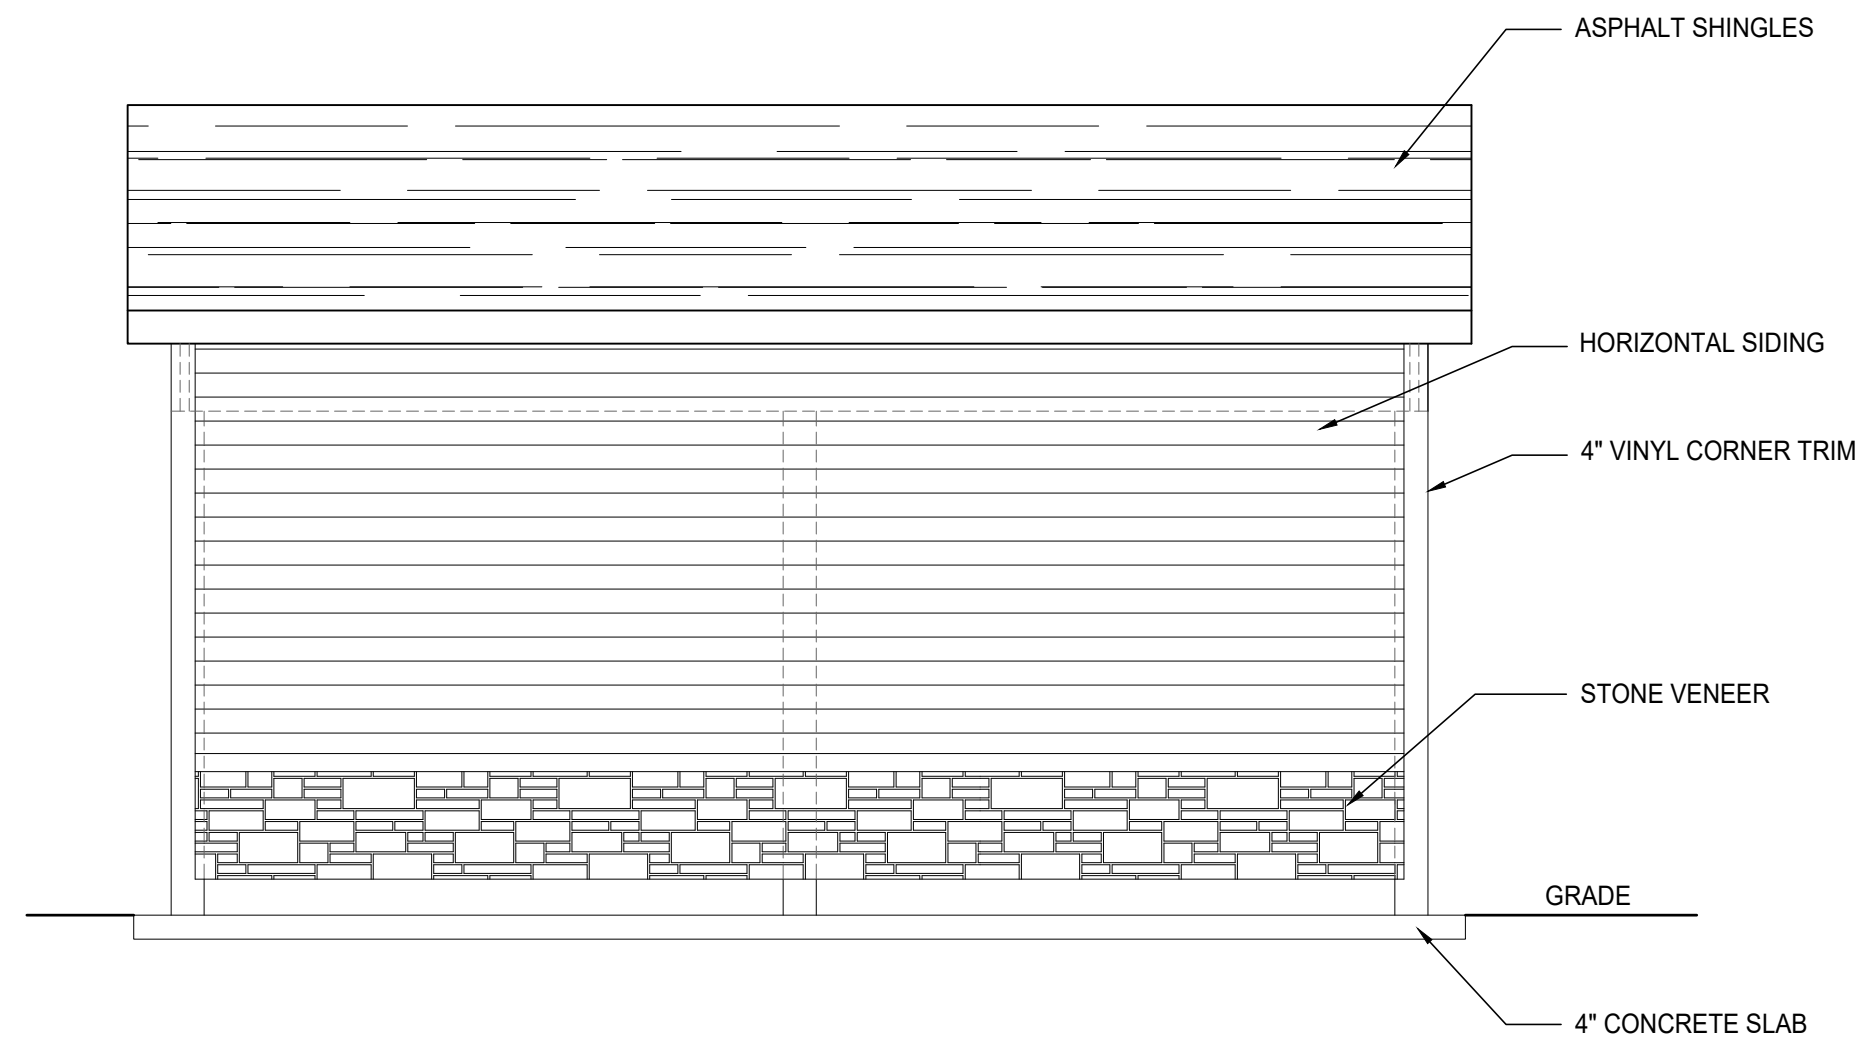 ASPHALT SHINGLES
HORIZONTAL SIDING
4" VINYL CORNER TRIM
STONE VENEER
GRADE
4" CONCRETE SLAB